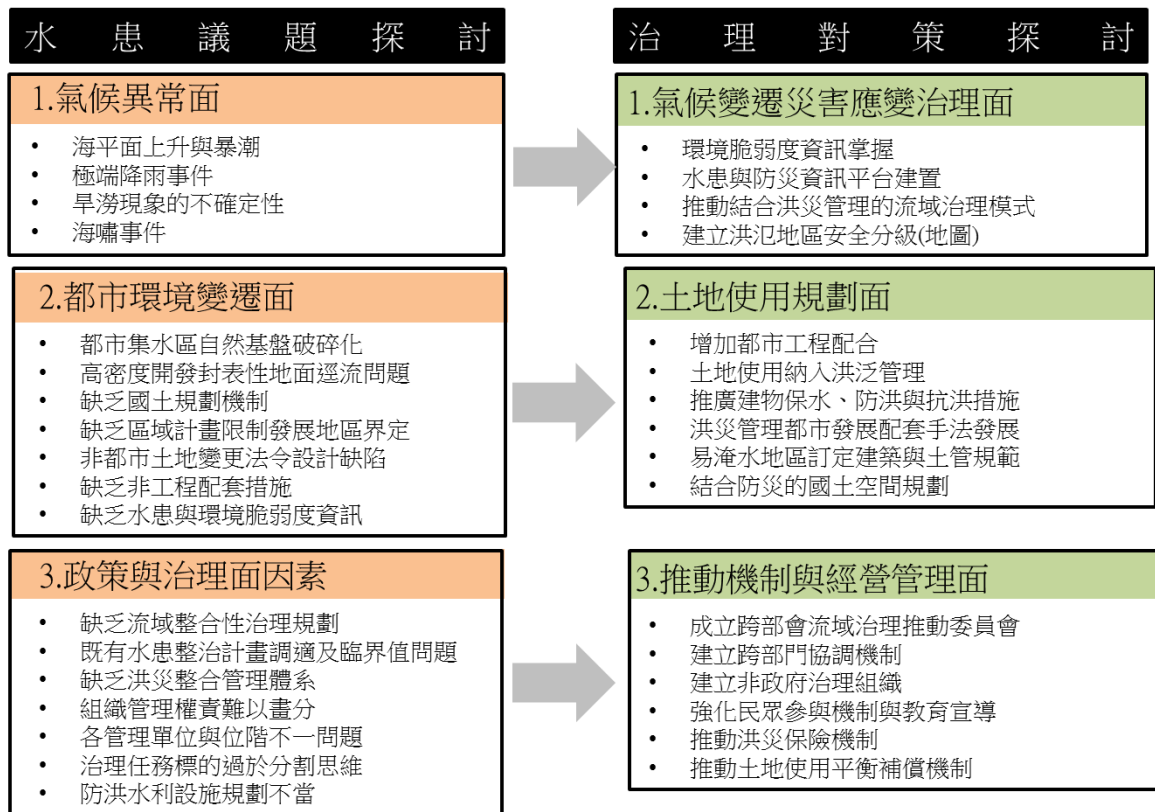 水患議題探討
1.氣候異常面
• 海平面上升與暴潮
• 極端降雨事件
• 旱澇現象的不確定性
• 海嘯事件
2.都市環境變遷面
• 都市集水區自然基盤破碎化
• 高密度開發封表性地面逕流問題
• 缺乏國土規劃機制
• 缺乏區域計畫限制發展地區界定
• 非都市土地變更法令設計缺陷
• 缺乏非工程配套措施
• 缺乏水患與環境脆弱度資訊
3.政策與治理面因素
• 缺乏流域整合性治理規劃
• 既有水患整治計畫調適及臨界值問題
• 缺乏洪災整合管理體系
• 組織管理權責難以畫分
• 各管理單位與位階不一問題
• 治理任務標的過於分割思維
• 防洪水利設施規劃不當
治理對策探討
1.氣候變遷災害應變治理面
• 環境脆弱度資訊掌握
• 水患與防災資訊平台建置
• 推動結合洪災管理的流域治理模式
• 建立洪氾地區安全分級(地圖)
2.土地使用規劃面
• 增加都市工程配合
• 土地使用納入洪泛管理
• 推廣建物保水、防洪與抗洪措施
• 洪災管理都市發展配套手法發展
• 易淹水地區訂定建築與土管規範
• 結合防災的國土空間規劃
3.推動機制與經營管理面
• 成立跨部會流域治理推動委員會
• 建立跨部門協調機制
• 建立非政府治理組織
• 強化民眾參與機制與教育宣導
• 推動洪災保險機制
• 推動土地使用平衡補償機制